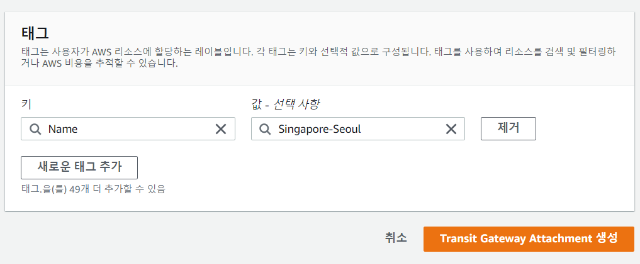 태그
태그는 사용자가 AWS 리소스에 할당하는 레이블입니다. 각 태그는 키와 선택적 값으로 구성됩니다. 태그를 사용하여 리소스를 검색 및 필터링하
거나 AWS 비용을 추적할 수 있습니다.
키 값 - 선택 사항
Name Singapore-Seoul 제거
새로운 태그 추가
태그.을(를) 49개 더 추가할 수 있음
취소 Transit Gateway Attachment 생성